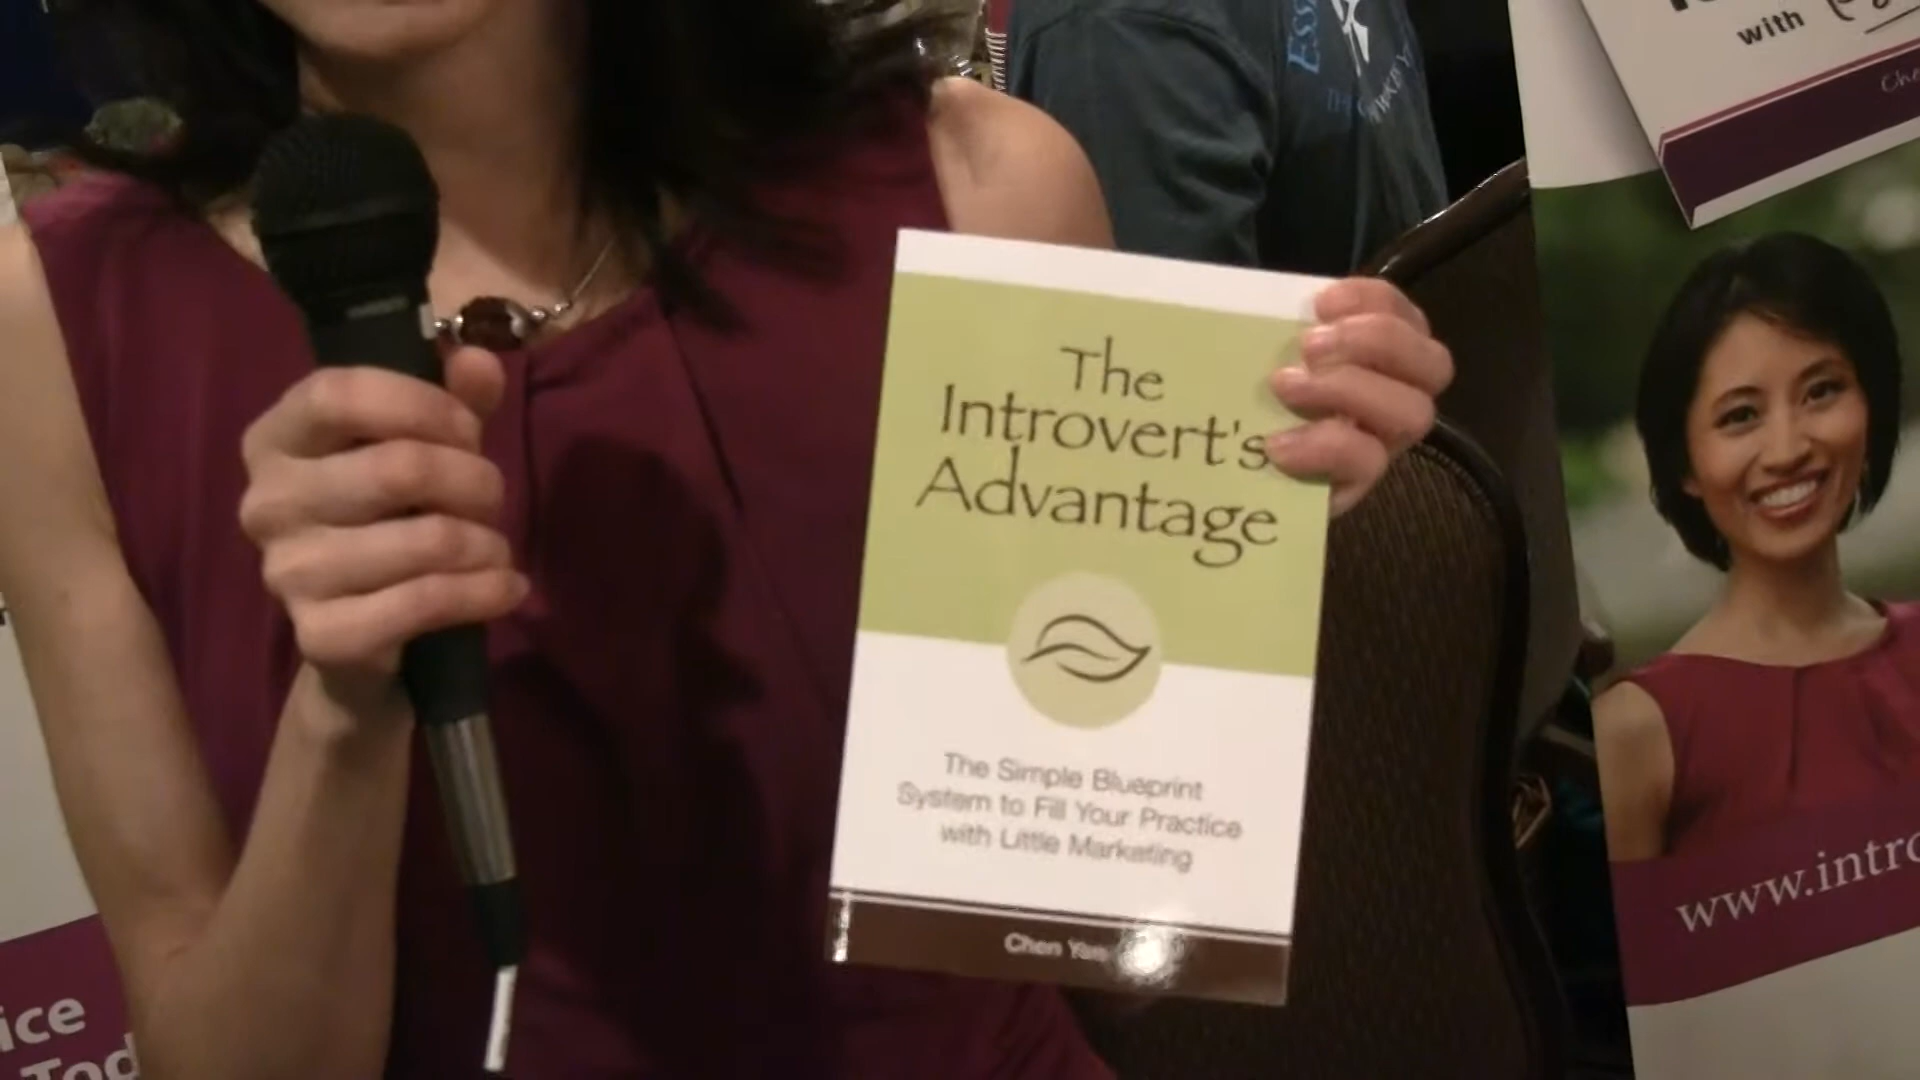 The
Introvert's
Advantage
The Simple Blueprint
System to Fill Your Practice
with Little Marketing
Chen
with
www.intro
ice
Tod